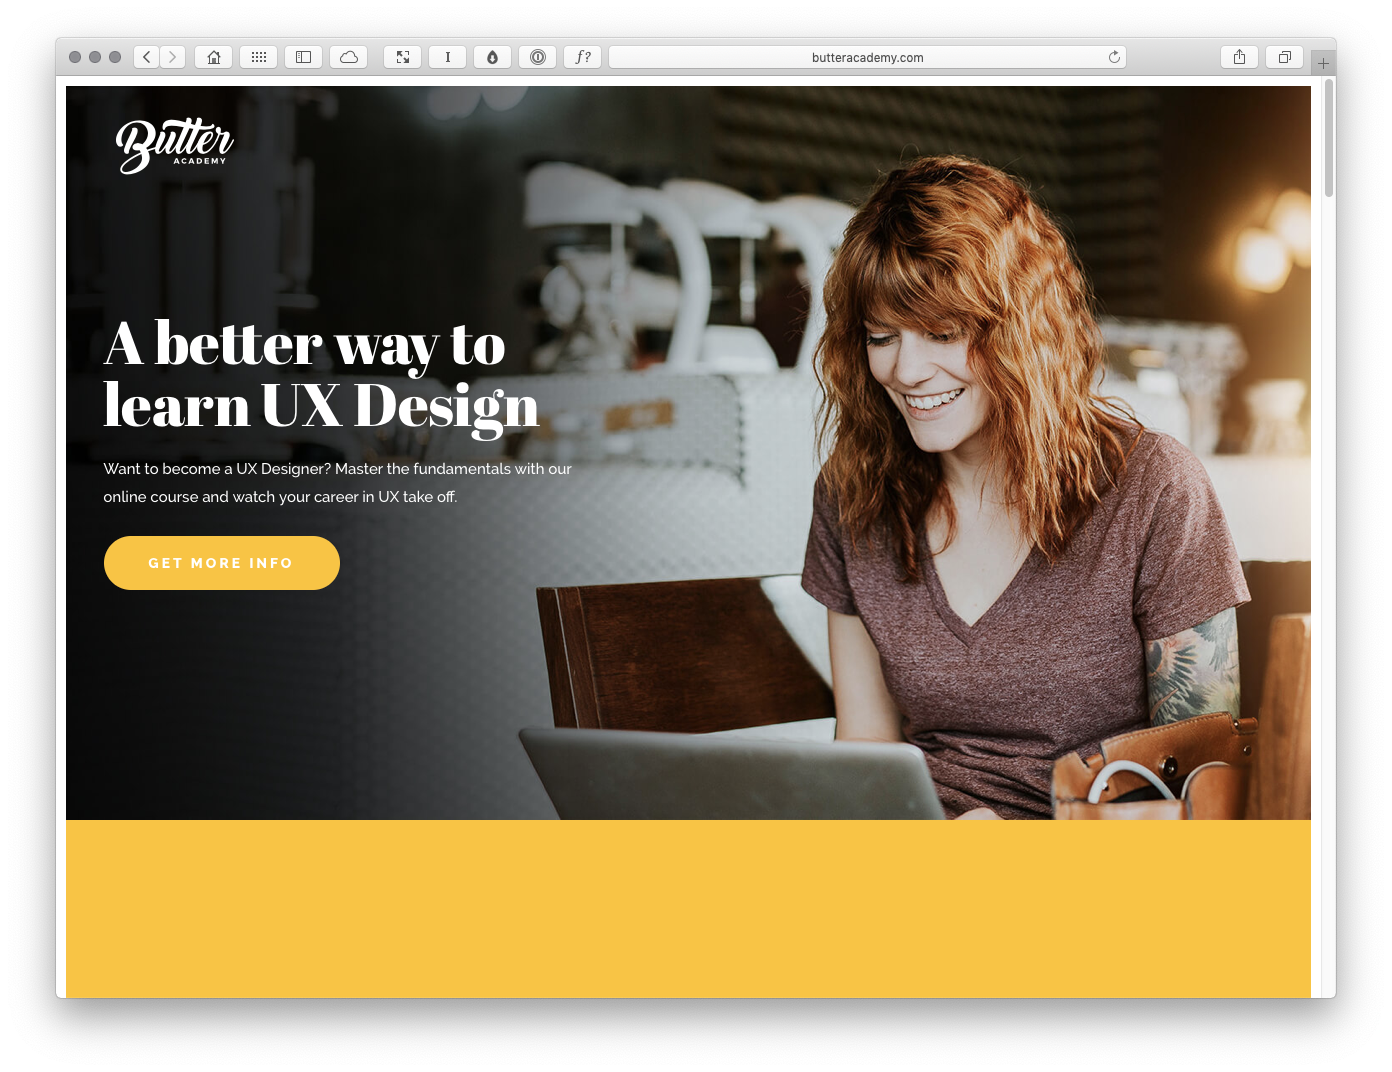 I
f?
butteracademy.com
Butter
ACADEMY
A better way to
learn UX Design
Want to become a UX Designer? Master the fundamentals with our
online course and watch your career in UX take off.
GET MORE INFO